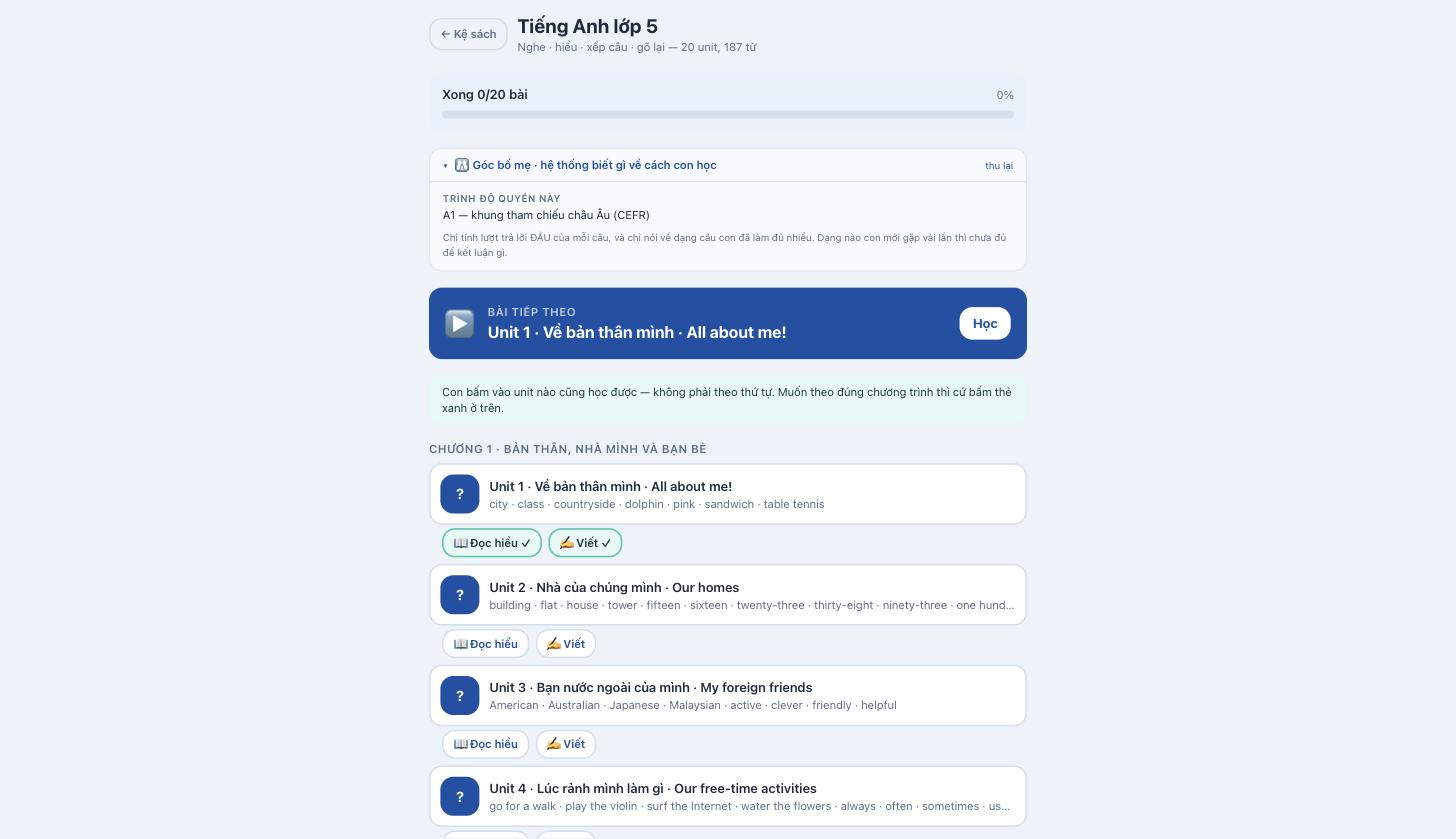 ← Kệ sách
Tiếng Anh lớp 5
Nghe · hiểu · xếp câu · gõ lại — 20 unit, 187 từ
Xong 0/20 bài
0%
▾ Góc bố mẹ · hệ thống biết gì về cách con học
thu lại
TRÌNH ĐỘ QUYỂN NÀY
A1 — khung tham chiếu châu Âu (CEFR)
Chỉ tính lượt trả lời ĐẦU của mỗi câu, và chỉ nói về dạng câu con đã làm đủ nhiều. Dạng nào con mới gặp vài lần thì chưa đủ
để kết luận gì.
BÀI TIẾP THEO
Unit 1 · Về bản thân mình · All about me!
Học
Con bấm vào unit nào cũng học được — không phải theo thứ tự. Muốn theo đúng chương trình thì cứ bấm thẻ
xanh ở trên.
CHƯƠNG 1 · BẢN THÂN, NHÀ MÌNH VÀ BẠN BÈ
?
Unit 1 · Về bản thân mình · All about me!
city · class · countryside · dolphin · pink · sandwich · table tennis
Đọc hiểu ✓
Viết ✓
?
Unit 2 · Nhà của chúng mình · Our homes
building · flat · house · tower · fifteen · sixteen · twenty-three · thirty-eight · ninety-three · one hund...
Đọc hiểu
Viết
?
Unit 3 · Bạn nước ngoài của mình · My foreign friends
American · Australian · Japanese · Malaysian · active · clever · friendly · helpful
Đọc hiểu
Viết
?
Unit 4 · Lúc rảnh mình làm gì · Our free-time activities
go for a walk · play the violin · surf the Internet · water the flowers · always · often · sometimes · us...